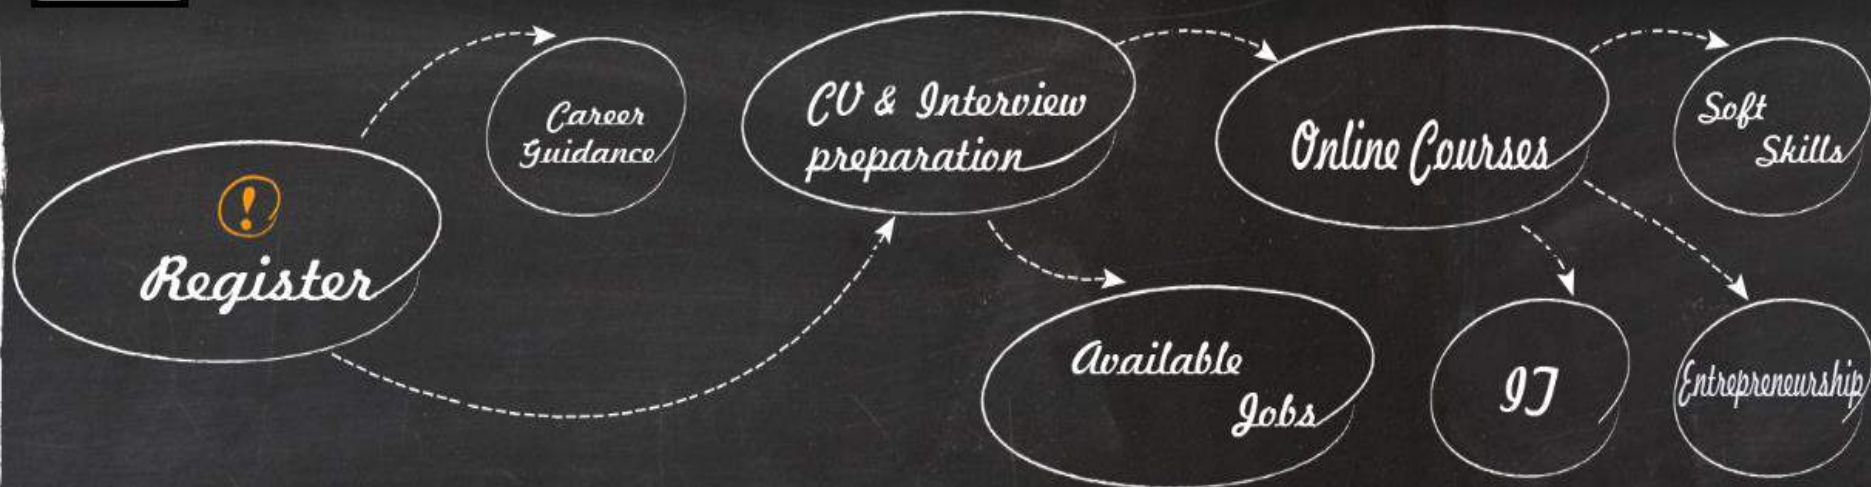 !
Register
Career
Guidance
CV & Interview
preparation
Available
Jobs
Online Courses
Soft
Skills
IT
Entrepreneurship